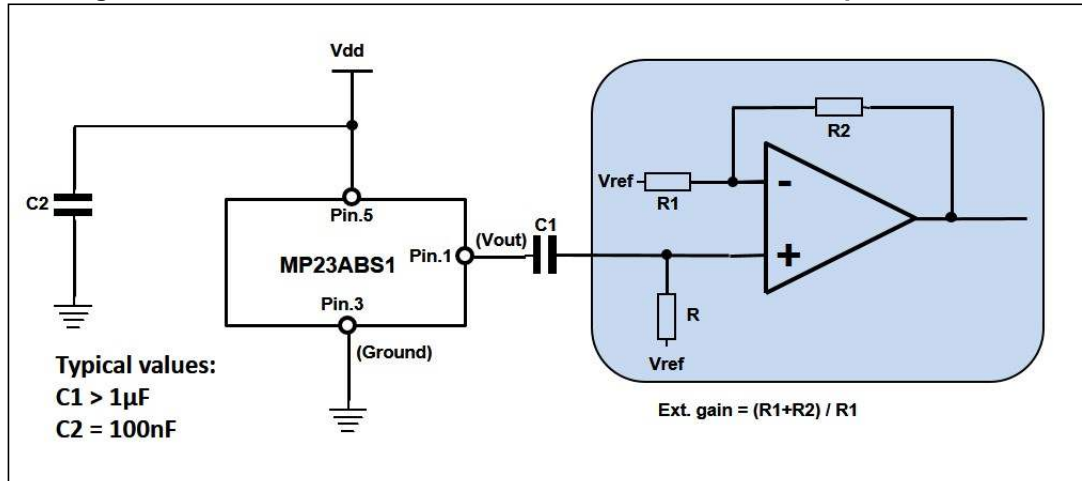 Vdd
C2
Pin.5
MP23ABS1
Pin.1
(Vout)
C1
Pin.3
(Ground)
R2
Vref
R1
-
+
R
Vref
Typical values:
C1 > 1µF
C2 = 100nF
Ext. gain = (R1+R2) / R1